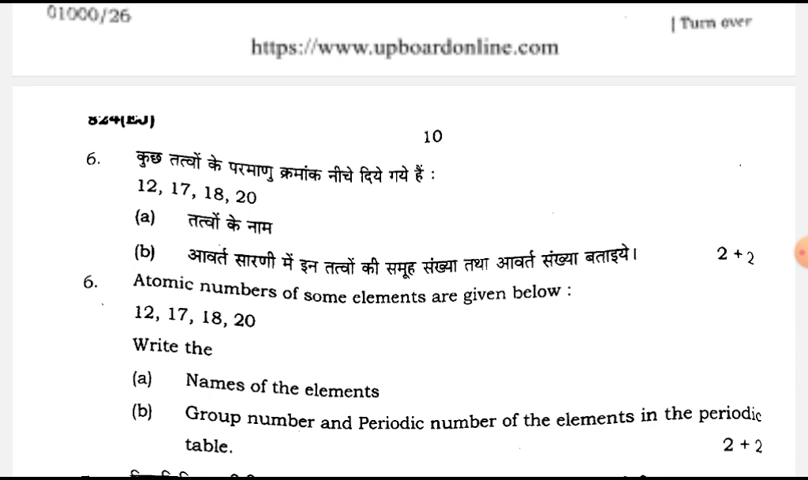 01000/26
| Turn over
https://www.upboardonline.com
824(EJ)
10
6. कुछ तत्वों के परमाणु क्रमांक नीचे दिये गये हैं :
12, 17, 18, 20
(a) तत्वों के नाम
(b) आवर्त सारणी में इन तत्वों की समूह संख्या तथा आवर्त संख्या बताइये। 2 + 2
6. Atomic numbers of some elements are given below :
12, 17, 18, 20
Write the
(a) Names of the elements
(b) Group number and Periodic number of the elements in the periodic
table. 2 + 2